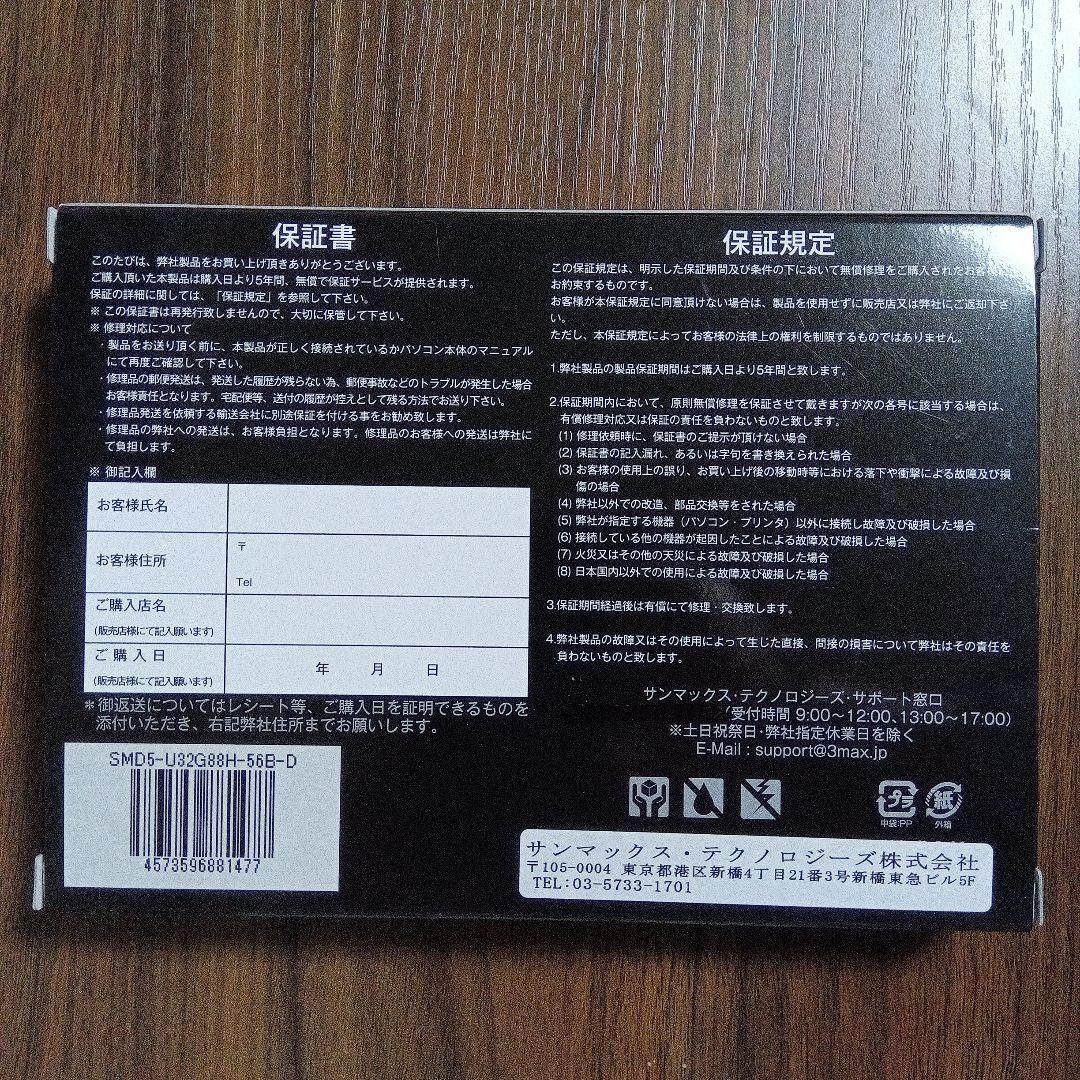 保証書
このたびは、弊社製品をお買い上げ頂きありがとうございます。
ご購入頂いた本製品は購入日より5年間、無償で保証サービスが提供されます。
保証の詳細に関しては、「保証規定」を参照して下さい。
※ この保証書は再発行致しませんので、大切に保管して下さい。
※ 修理対応について
・製品をお送り頂く前に、本製品が正しく接続されているかパソコン本体のマニュアル
にて再度ご確認して下さい。
・修理品の郵便発送は、発送した履歴が残らない為、郵便事故などのトラブルが発生した場合
お客様責任となります。宅配便等、送付の履歴が控えとして残る方法でお送り下さい。
・修理品発送を依頼する輸送会社に別途保証を付ける事をお勧め致します。
・修理品の弊社への発送は、お客様負担となります。修理品のお客様への発送は弊社に
て負担します。
※ 御記入欄
お客様氏名
お客様住所
〒
Tel
ご購入店名
(販売店様にて記入願います)
ご購入日
(販売店様にて記入願います)
年 月 日
＊御返送についてはレシート等、ご購入日を証明できるものを
添付いただき、右記弊社住所までお願いします。
SMD5-U32G88H-56B-D
4573596881477
保証規定
この保証規定は、明示した保証期間及び条件の下において無償修理をご購入されたお客様に
お約束するものです。
お客様が本保証規定に同意頂けない場合は、製品を使用せずに販売店又は弊社にご返却下さ
い。
ただし、本保証規定によってお客様の法律上の権利を制限するものではありません。
1.弊社製品の製品保証期間はご購入日より5年間と致します。
2.保証期間内において、原則無償修理を保証させて戴きますが次の各号に該当する場合は、
有償修理対応又は保証の責任を負わないものと致します。
(1) 修理依頼時に、保証書のご提示が頂けない場合
(2) 保証書の記入漏れ、あるいは字句を書き換えられた場合
(3) お客様の使用上の誤り、お買い上げ後の移動時等における落下や衝撃による故障及び損
傷の場合
(4) 弊社以外での改造、部品交換等をされた場合
(5) 弊社が指定する機器（パソコン・プリンタ）以外に接続し故障及び破損した場合
(6) 接続している他の機器が起因したことによる故障及び破損した場合
(7) 火災又はその他の天災による故障及び破損した場合
(8) 日本国内以外での使用による故障及び破損した場合
3.保証期間経過後は有償にて修理・交換致します。
4.弊社製品の故障又はその使用によって生じた直接、間接の損害について弊社はその責任を
負わないものと致します。
サンマックス・テクノロジーズ・サポート窓口
(受付時間 9:00～12:00、13:00～17:00)
※土日祝祭日・弊社指定休業日を除く
E-Mail : support@3max.jp
プラ
中袋:PP
紙
外箱
サンマックス・テクノロジーズ株式会社
〒105-0004 東京都港区新橋4丁目21番3号新橋東急ビル5F
TEL:03-5733-1701